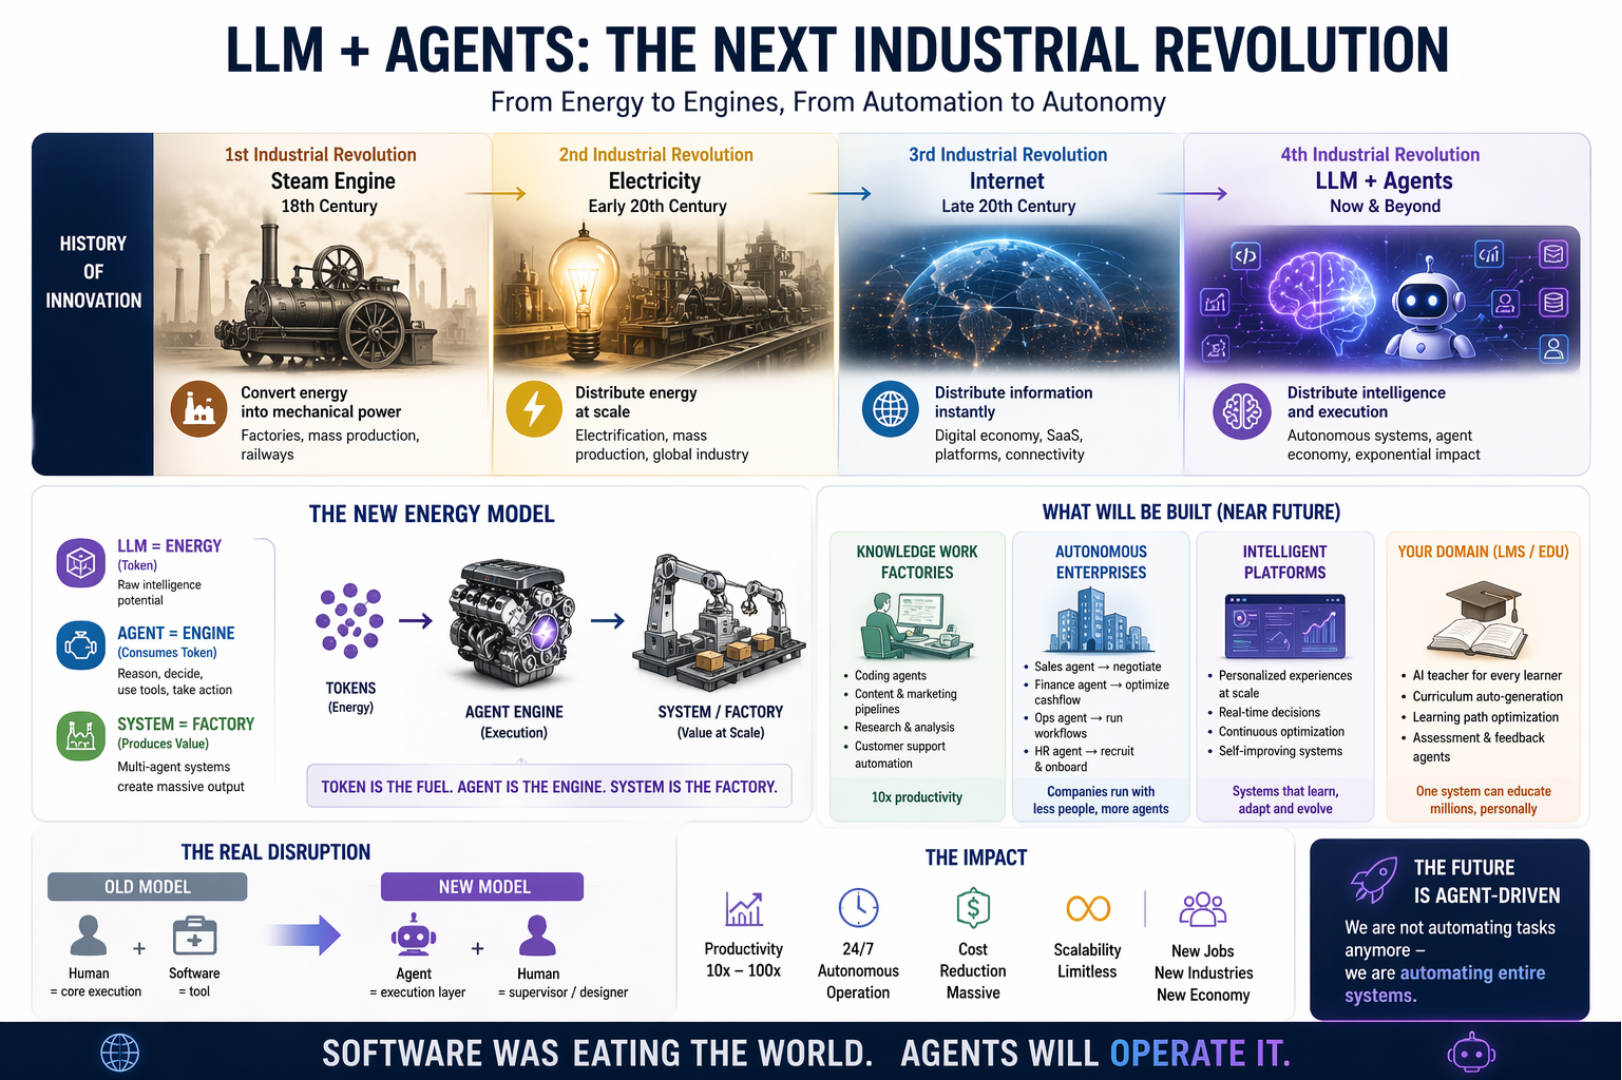 LLM + AGENTS: THE NEXT INDUSTRIAL REVOLUTION
From Energy to Engines, From Automation to Autonomy
HISTORY
OF
INNOVATION
1st Industrial Revolution
Steam Engine
18th Century
Convert energy
into mechanical power
Factories, mass production,
railways
2nd Industrial Revolution
Electricity
Early 20th Century
Distribute energy
at scale
Electrification, mass
production, global industry
3rd Industrial Revolution
Internet
Late 20th Century
Distribute information
instantly
Digital economy, SaaS,
platforms, connectivity
4th Industrial Revolution
LLM + Agents
Now & Beyond
</>
Distribute intelligence
and execution
Autonomous systems, agent
economy, exponential impact
THE NEW ENERGY MODEL
LLM = ENERGY
(Token)
Raw intelligence
potential
AGENT = ENGINE
(Consumes Token)
Reason, decide,
use tools, take action
SYSTEM = FACTORY
(Produces Value)
Multi-agent systems
create massive output
TOKENS
(Energy)
AGENT ENGINE
(Execution)
SYSTEM / FACTORY
(Value at Scale)
TOKEN IS THE FUEL. AGENT IS THE ENGINE. SYSTEM IS THE FACTORY.
WHAT WILL BE BUILT (NEAR FUTURE)
KNOWLEDGE WORK
FACTORIES
• Coding agents
• Content & marketing
pipelines
• Research & analysis
• Customer support
automation
10x productivity
AUTONOMOUS
ENTERPRISES
• Sales agent → negotiate
• Finance agent → optimize
cashflow
• Ops agent → run
workflows
• HR agent → recruit
& onboard
Companies run with
less people, more agents
INTELLIGENT
PLATFORMS
• Personalized experiences
at scale
• Real-time decisions
• Continuous optimization
• Self-improving systems
Systems that learn,
adapt and evolve
YOUR DOMAIN (LMS / EDU)
• AI teacher for every learner
• Curriculum auto-generation
• Learning path optimization
• Assessment & feedback
agents
One system can educate
millions, personally
THE REAL DISRUPTION
OLD MODEL
Human
= core execution
+
Software
= tool
NEW MODEL
Agent
= execution layer
+
Human
= supervisor / designer
THE IMPACT
Productivity
10x – 100x
24/7
Autonomous
Operation
$
Cost
Reduction
Massive
Scalability
Limitless
New Jobs
New Industries
New Economy
THE FUTURE
IS AGENT-DRIVEN
We are not automating tasks
anymore –
we are automating entire
systems.
SOFTWARE WAS EATING THE WORLD. AGENTS WILL OPERATE IT.